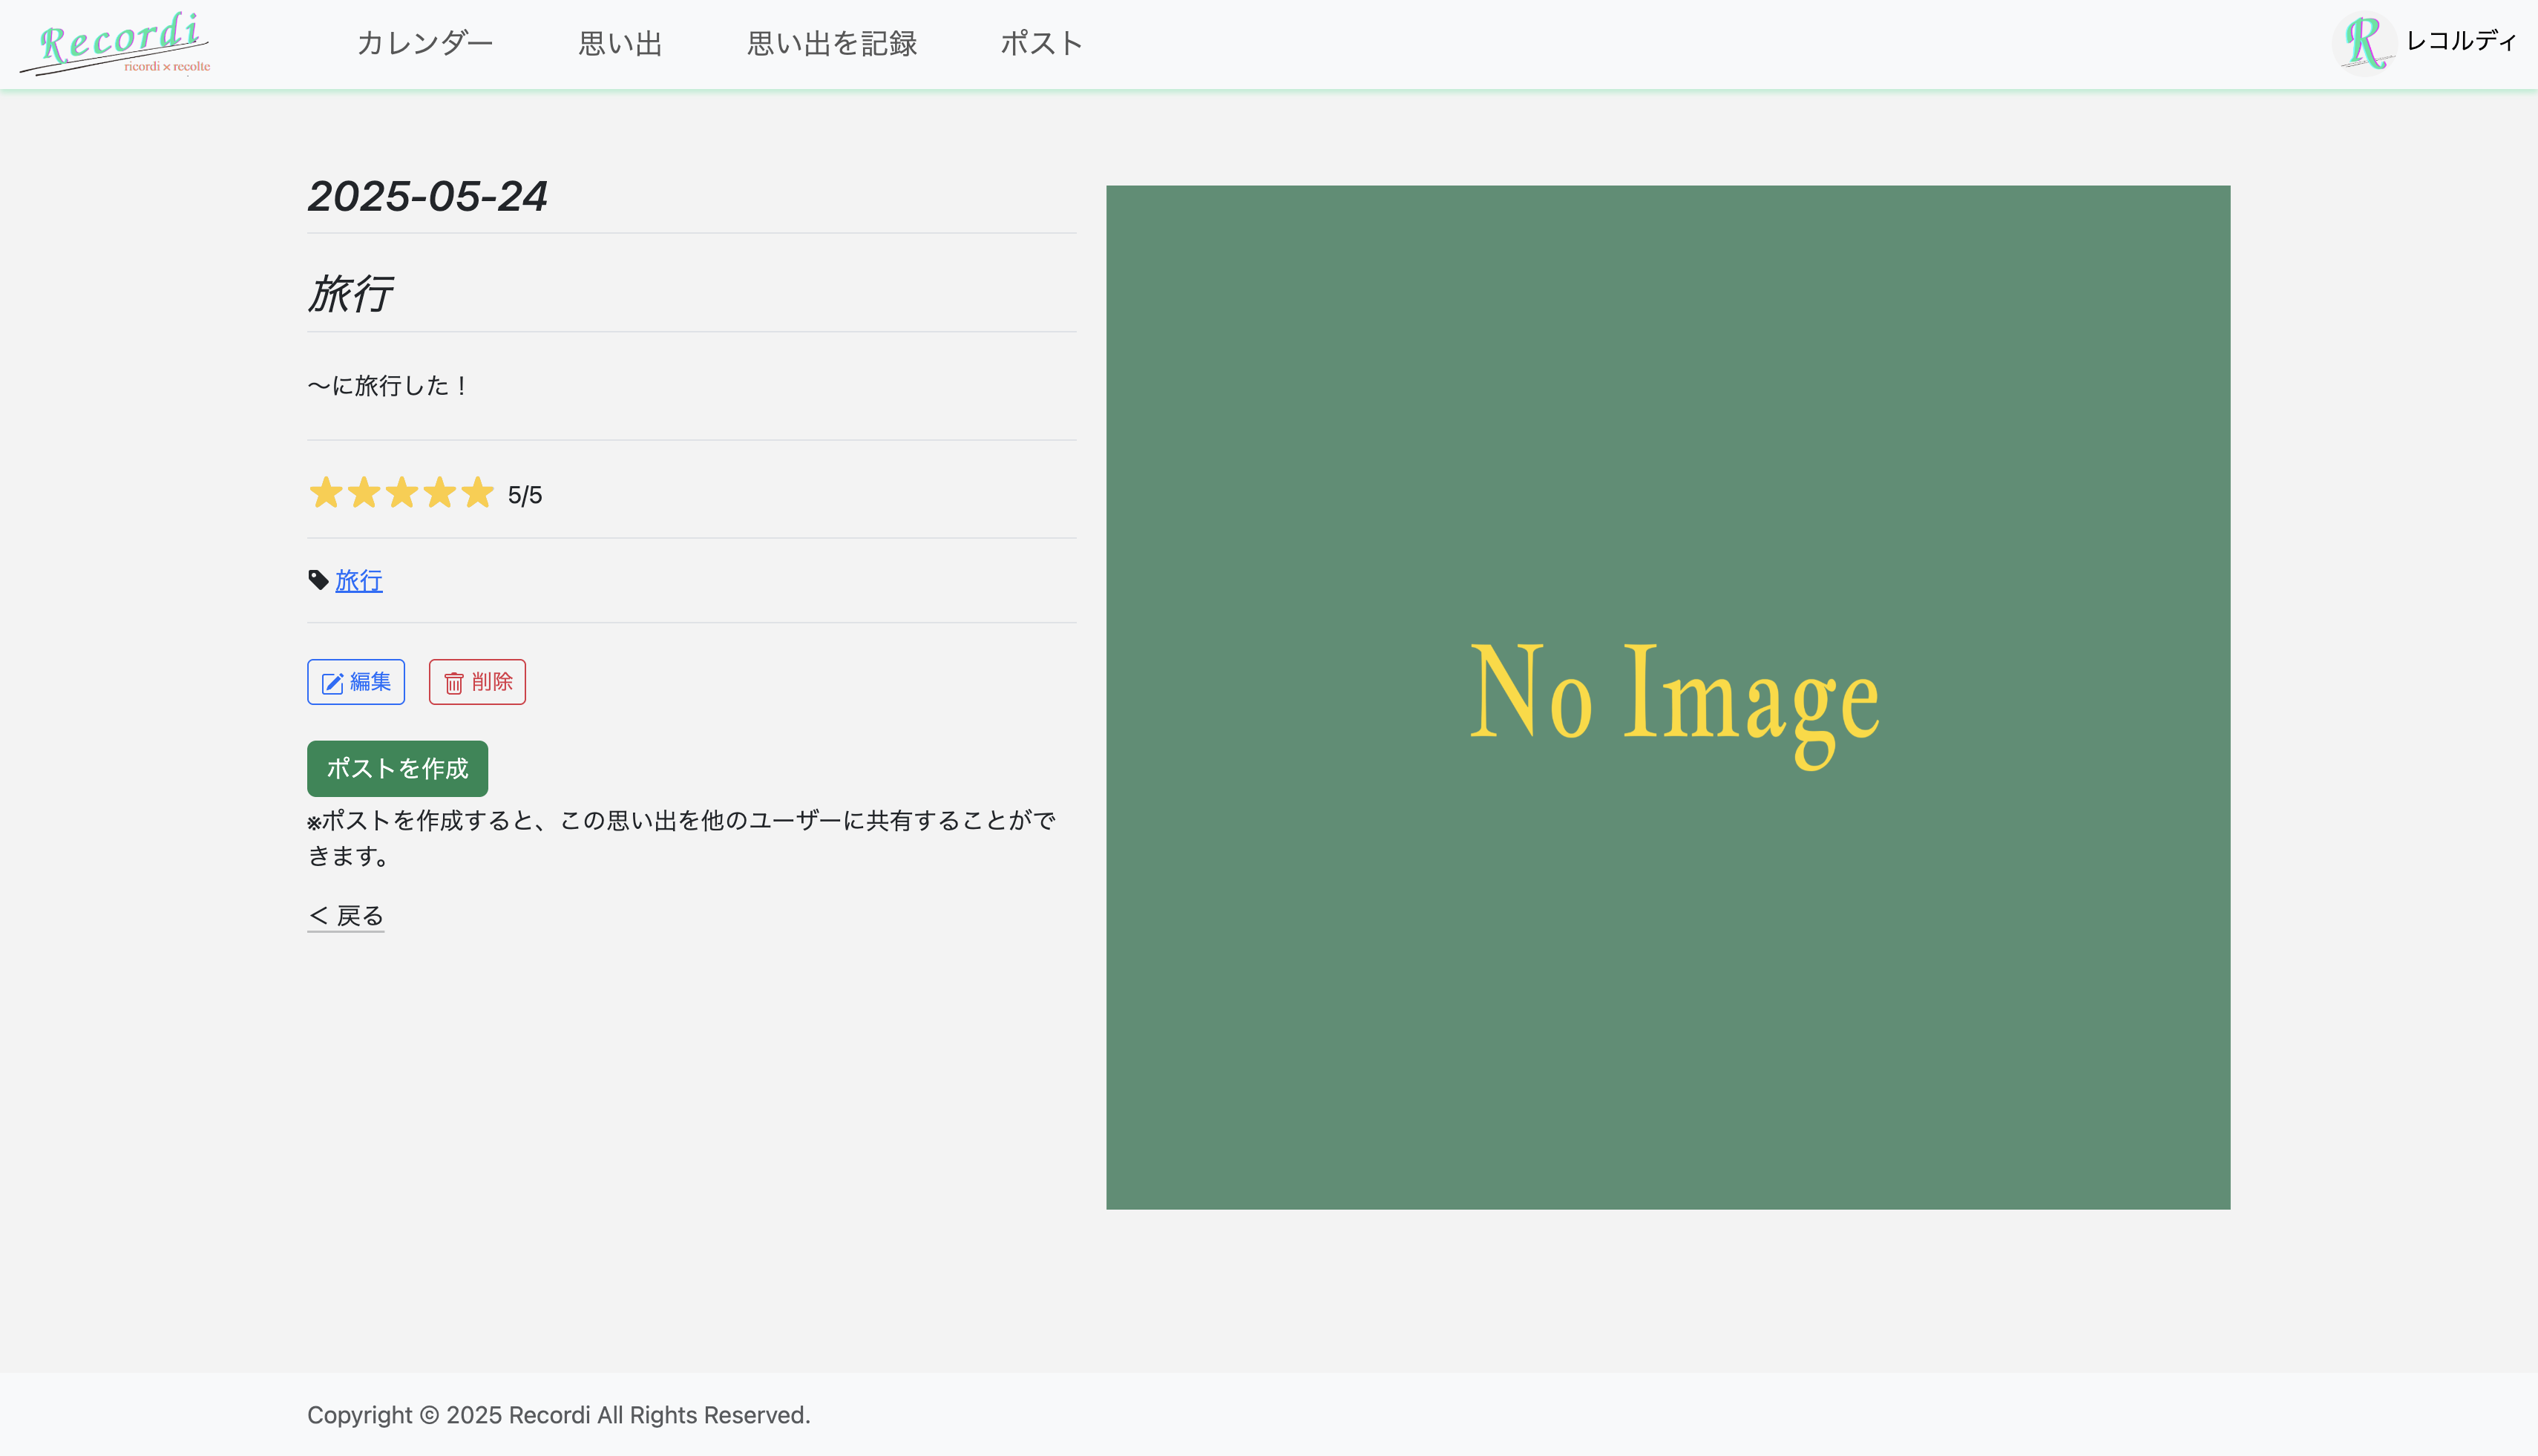 Recordi
ricordi × recolte
カレンダー
思い出
思い出を記録
ポスト
R
レコルディ
2025-05-24
旅行
〜に旅行した！
5/5
旅行
編集
削除
ポストを作成
※ポストを作成すると、この思い出を他のユーザーに共有することがで
きます。
< 戻る
No Image
Copyright © 2025 Recordi All Rights Reserved.